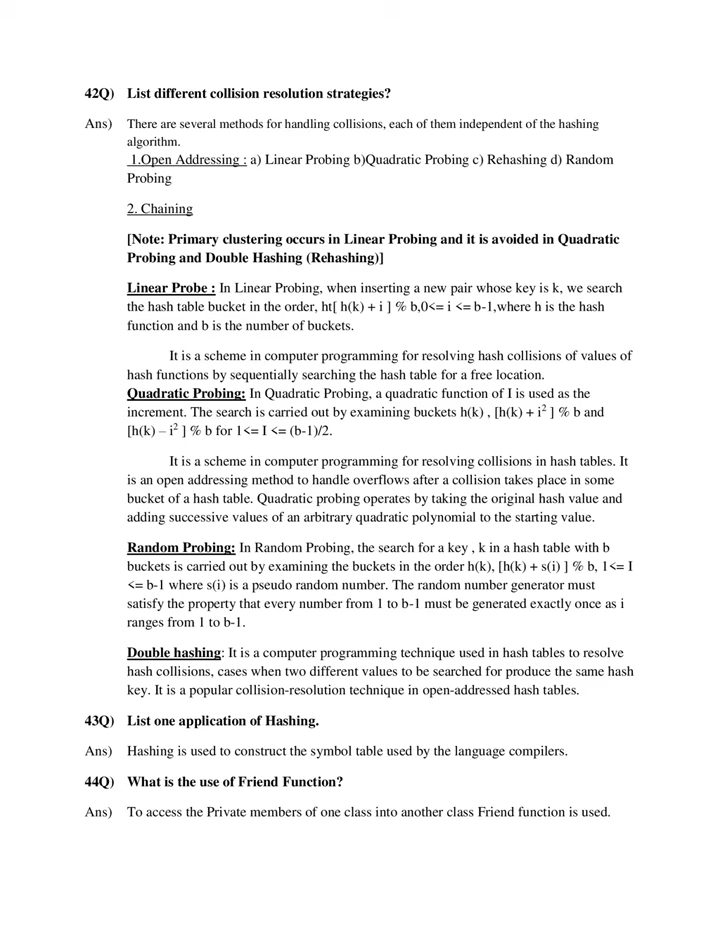 42Q) List different collision resolution strategies?
Ans) There are several methods for handling collisions, each of them independent of the hashing
algorithm.
1.Open Addressing : a) Linear Probing b)Quadratic Probing c) Rehashing d) Random
Probing
2. Chaining
[Note: Primary clustering occurs in Linear Probing and it is avoided in Quadratic
Probing and Double Hashing (Rehashing)]
Linear Probe : In Linear Probing, when inserting a new pair whose key is k, we search
the hash table bucket in the order, ht[ h(k) + i ] % b,0<= i <= b-1,where h is the hash
function and b is the number of buckets.
It is a scheme in computer programming for resolving hash collisions of values of
hash functions by sequentially searching the hash table for a free location.
Quadratic Probing: In Quadratic Probing, a quadratic function of I is used as the
increment. The search is carried out by examining buckets h(k) , [h(k) + i² ] % b and
[h(k) – i² ] % b for 1<= I <= (b-1)/2.
It is a scheme in computer programming for resolving collisions in hash tables. It
is an open addressing method to handle overflows after a collision takes place in some
bucket of a hash table. Quadratic probing operates by taking the original hash value and
adding successive values of an arbitrary quadratic polynomial to the starting value.
Random Probing: In Random Probing, the search for a key , k in a hash table with b
buckets is carried out by examining the buckets in the order h(k), [h(k) + s(i) ] % b, 1<= I
<= b-1 where s(i) is a pseudo random number. The random number generator must
satisfy the property that every number from 1 to b-1 must be generated exactly once as i
ranges from 1 to b-1.
Double hashing: It is a computer programming technique used in hash tables to resolve
hash collisions, cases when two different values to be searched for produce the same hash
key. It is a popular collision-resolution technique in open-addressed hash tables.
43Q) List one application of Hashing.
Ans) Hashing is used to construct the symbol table used by the language compilers.
44Q) What is the use of Friend Function?
Ans) To access the Private members of one class into another class Friend function is used.